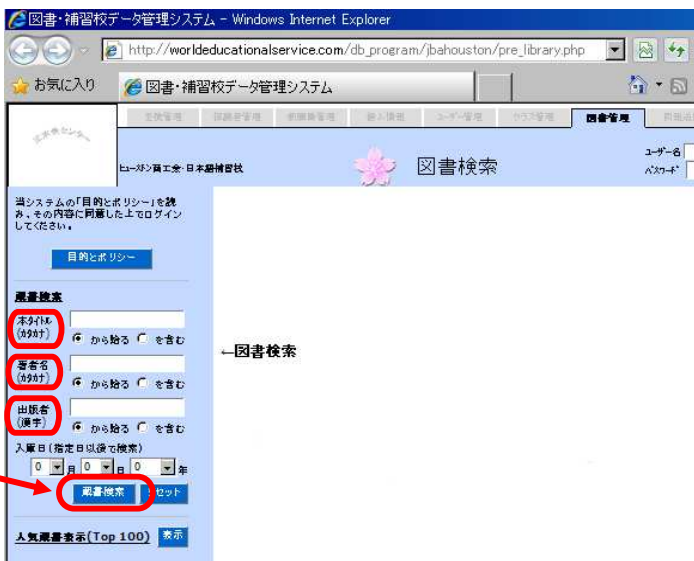 図書・補習校データ管理システム - Windows Internet Explorer
http://worldeducationalservice.com/db_program/jbahouston/pre_library.php
お気に入り
図書・補習校データ管理システム
図書管理
ヒューストン商工会・日本語補習校
図書検索
ユーザー名
パスワード
当システムの「目的とポリシー」を読
み、その内容に同意した上でログイン
してください。
目的とポリシー
蔵書検索
本タイトル
(カタカナ)
から始る を含む
著者名
(カタカナ)
から始る を含む
←図書検索
出版者
(漢字)
から始る を含む
入庫日(指定日以後で検索)
0 月 0 日 0 年
蔵書検索 リセット
人気蔵書表示(Top 100) 表示